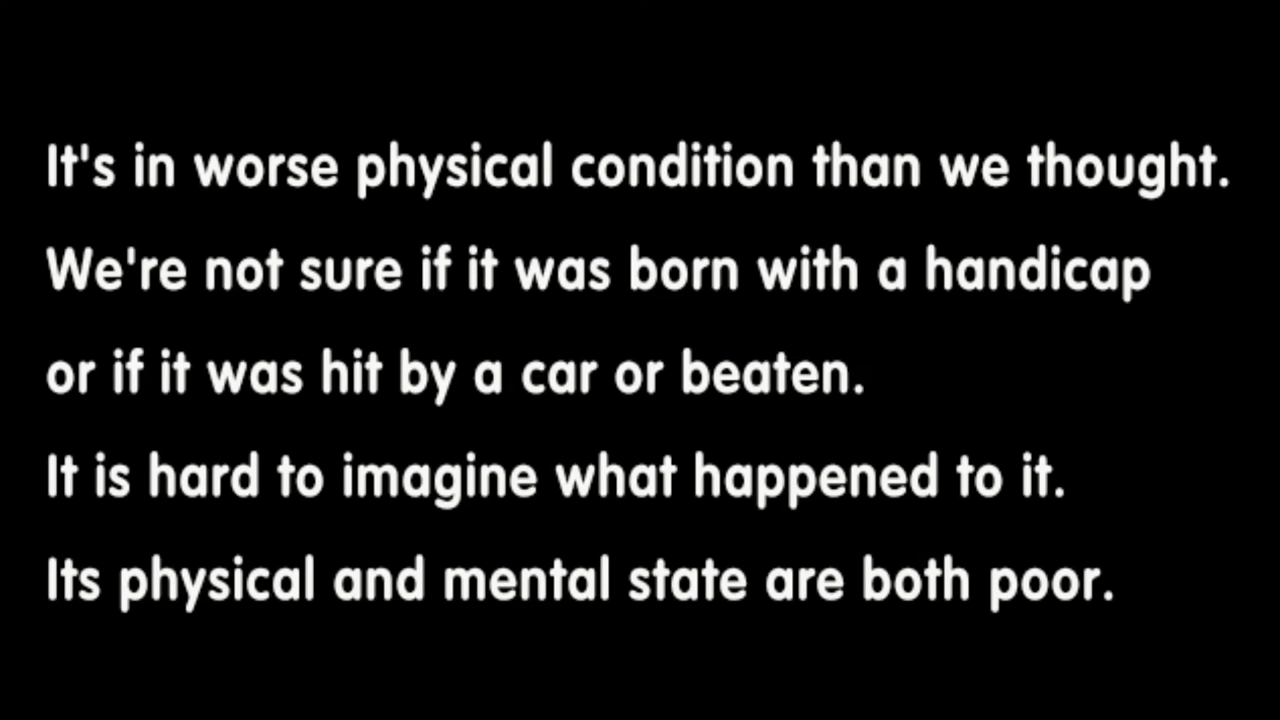 It's in worse physical condition than we thought.
We're not sure if it was born with a handicap
or if it was hit by a car or beaten.
It is hard to imagine what happened to it.
Its physical and mental state are both poor.